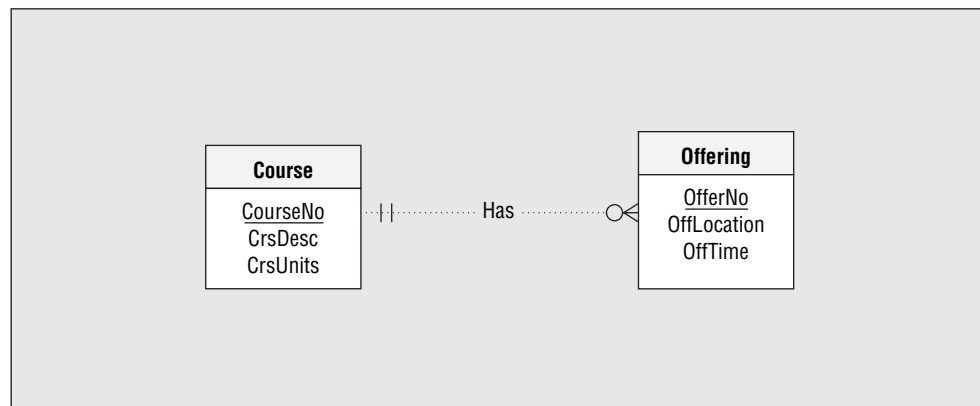 Course
CourseNo
CrsDesc
CrsUnits
Has
Offering
OfferNo
OffLocation
OffTime